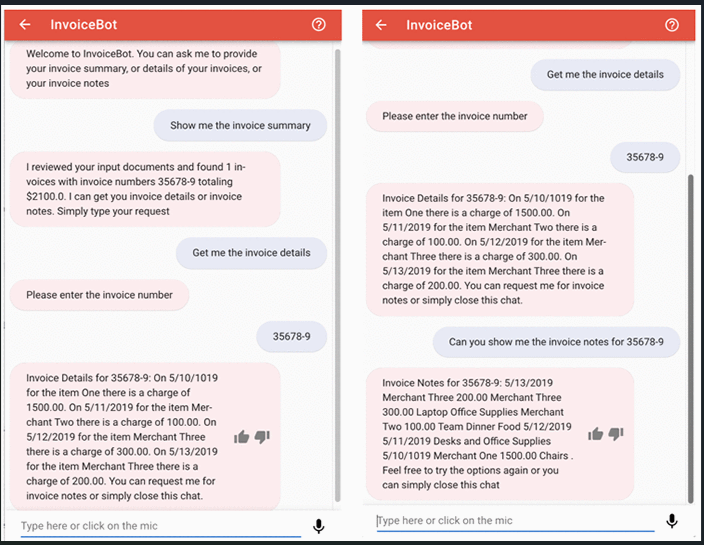 InvoiceBot
Welcome to InvoiceBot. You can ask me to provide
your invoice summary, or details of your invoices, or
your invoice notes
Show me the invoice summary
I reviewed your input documents and found 1 in-
voices with invoice numbers 35678-9 totaling
$2100.0. I can get you invoice details or invoice
notes. Simply type your request
Get me the invoice details
Please enter the invoice number
35678-9
Invoice Details for 35678-9: On 5/10/1019
for the item One there is a charge of
1500.00. On 5/11/2019 for the item Mer-
chant Two there is a charge of 100.00. On
5/12/2019 for the item Merchant Three
there is a charge of 300.00. On 5/13/2019
for the item Merchant Three there is a
charge of 200.00. You can request me for
invoice notes or simply close this chat.
Type here or click on the mic
InvoiceBot
Get me the invoice details
Please enter the invoice number
35678-9
Invoice Details for 35678-9: On 5/10/1019 for the
item One there is a charge of 1500.00. On
5/11/2019 for the item Merchant Two there is a
charge of 100.00. On 5/12/2019 for the item Mer-
chant Three there is a charge of 300.00. On
5/13/2019 for the item Merchant Three there is a
charge of 200.00. You can request me for invoice
notes or simply close this chat.
Can you show me the invoice notes for 35678-9
Invoice Notes for 35678-9: 5/13/2019
Merchant Three 200.00 Merchant Three
300.00 Laptop Office Supplies Merchant
Two 100.00 Team Dinner Food 5/12/2019
5/11/2019 Desks and Office Supplies
5/10/1019 Merchant One 1500.00 Chairs .
Feel free to try the options again or you
can simply close this chat
Type here or click on the mic